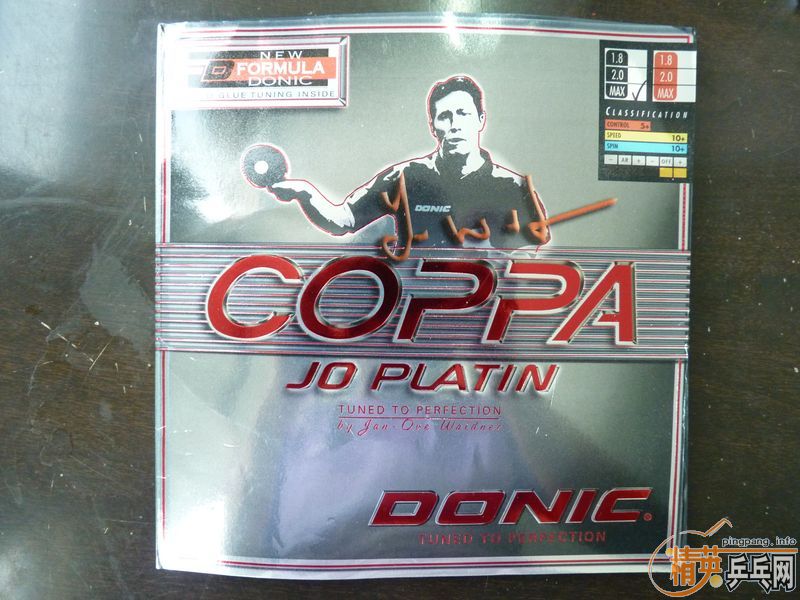 NEW
FORMULA
DONIC
GLUE TUNING INSIDE
1.8 1.8
2.0 2.0
MAX MAX
CLASSIFICATION
CONTROL 5+
SPEED 10+
SPIN 10+
- AR + - OFF +
DONIC
COPPA
JO PLATIN
TUNED TO PERFECTION
by Jan-Ove Waldner
DONIC®
TUNED TO PERFECTION
pingpang.info
精英乒乓网